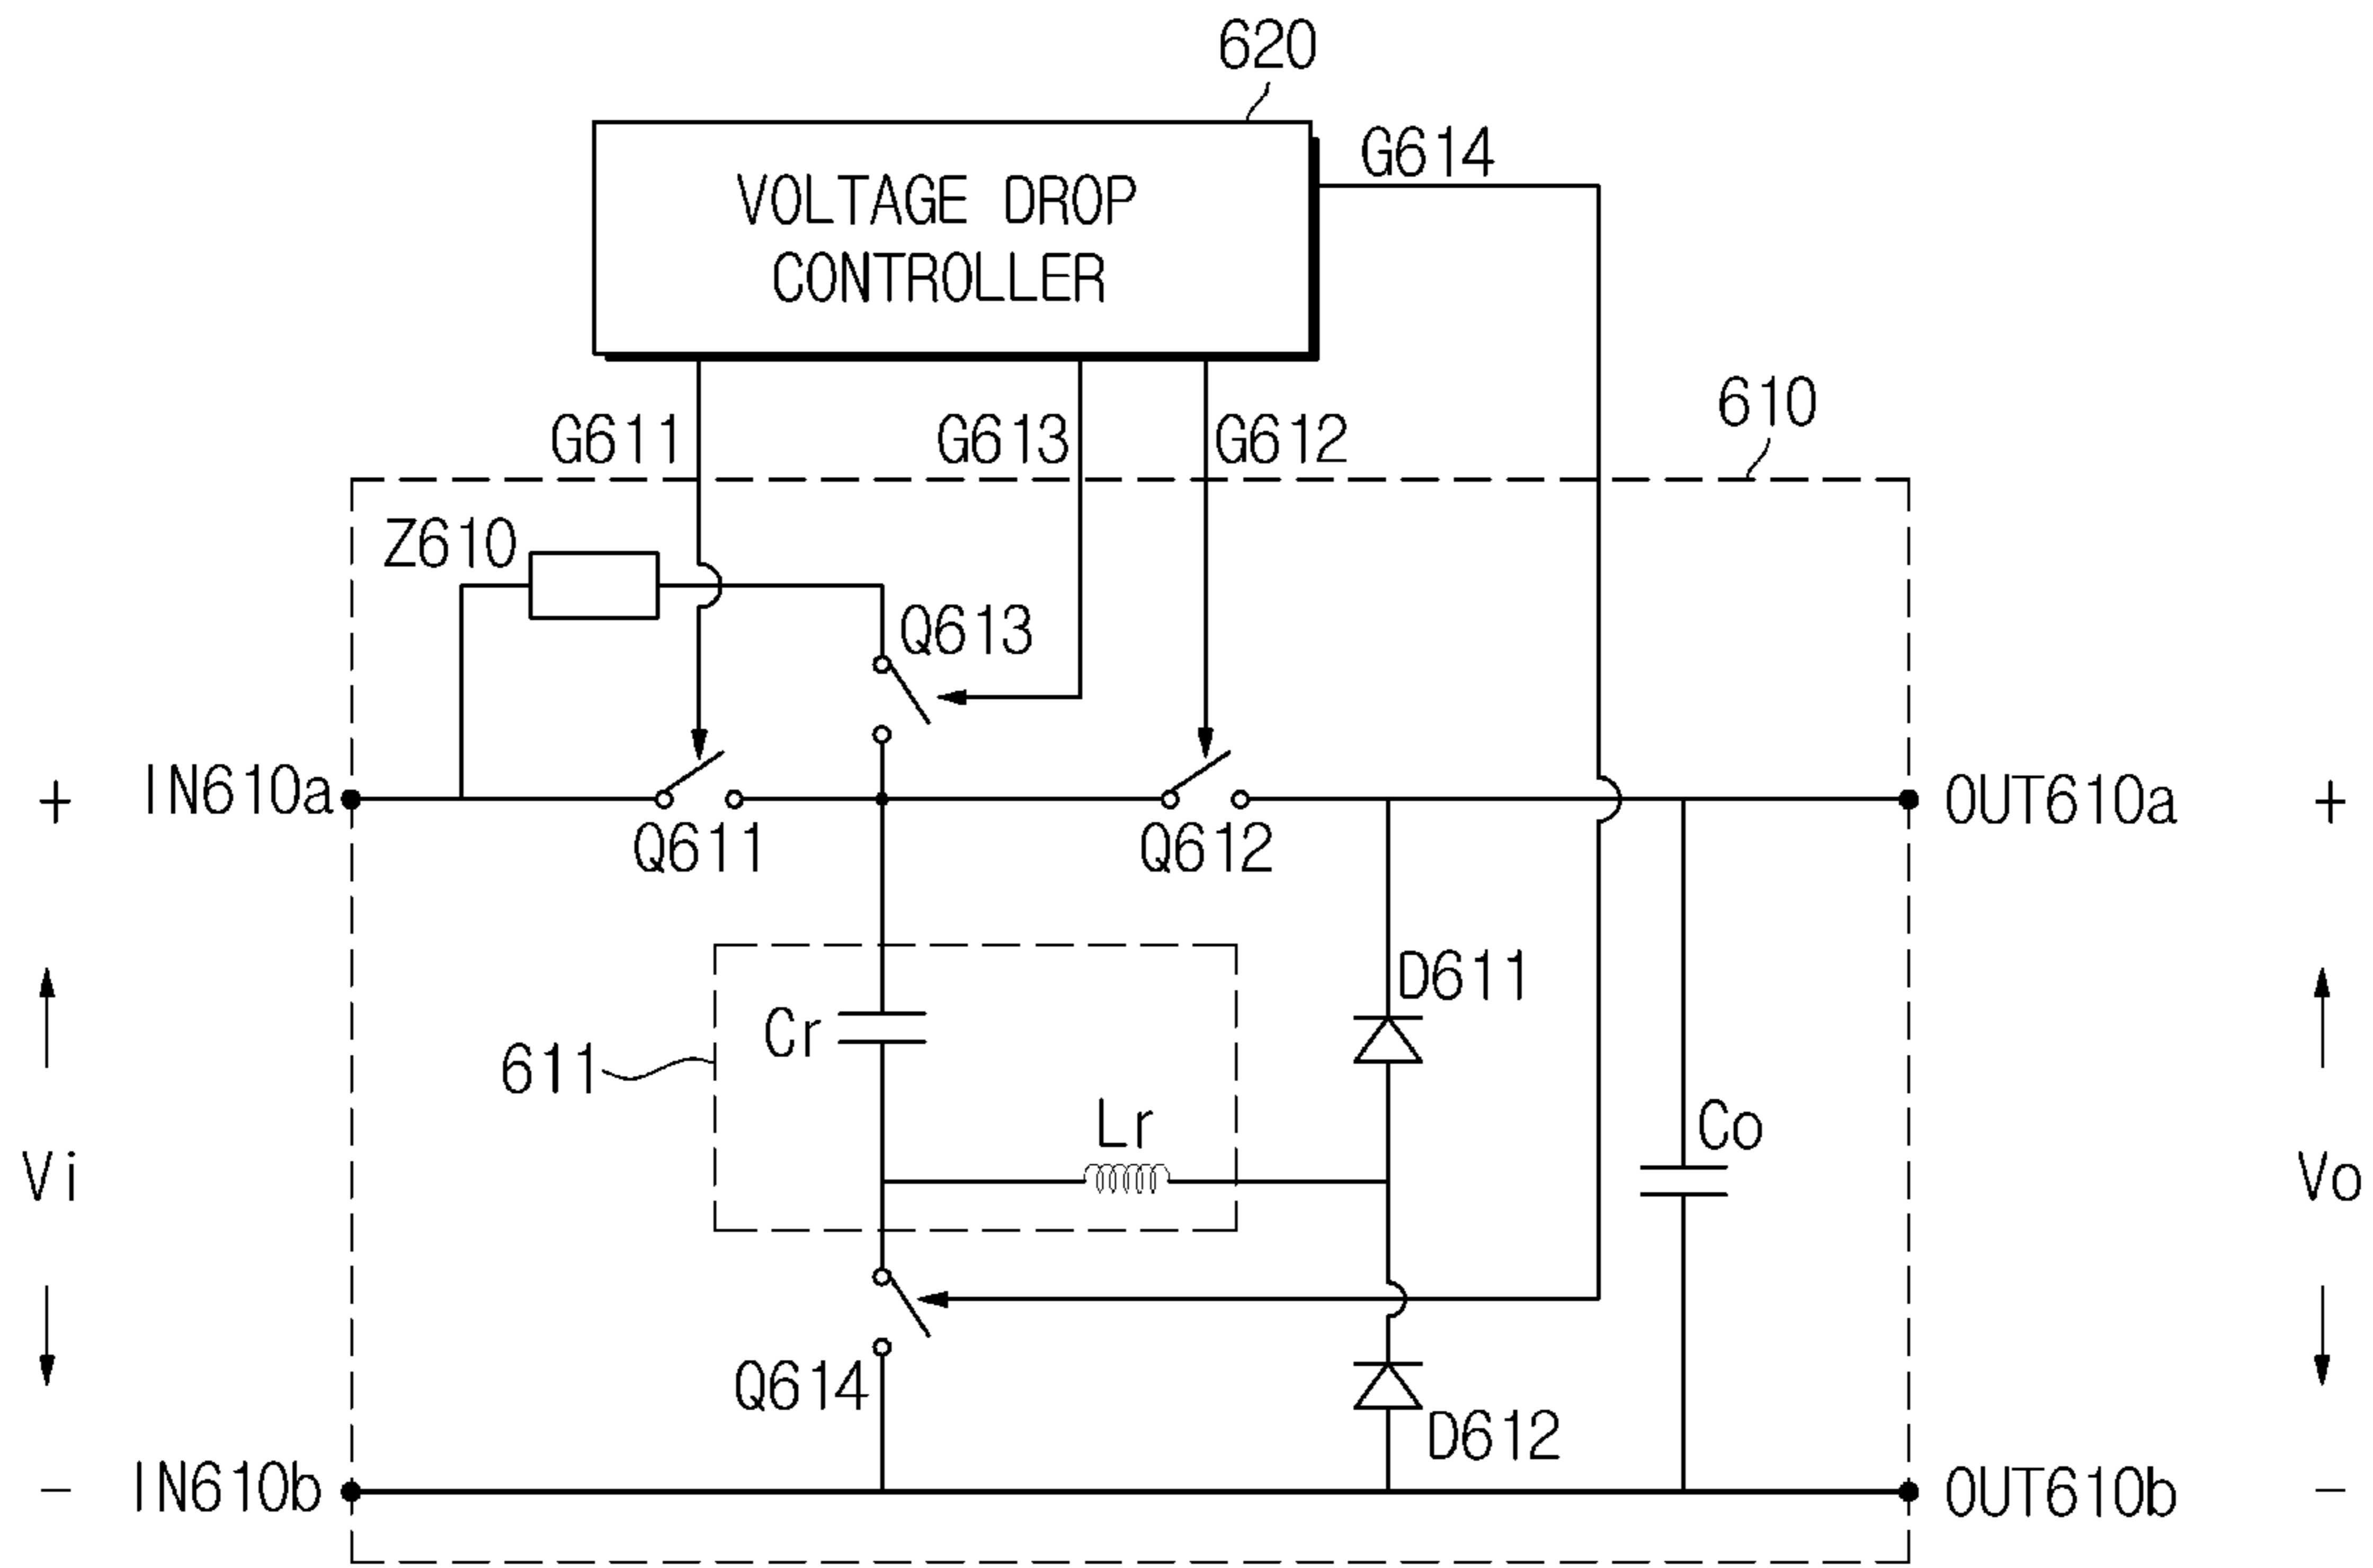 620
VOLTAGE DROP
CONTROLLER
G614
G611
G613
G612
610
Z610
Q613
+
IN610a
Q611
Q612
OUT610a
+
D611
Cr
611
Lr
Co
Vi
Vo
Q614
D612
-
IN610b
OUT610b
-